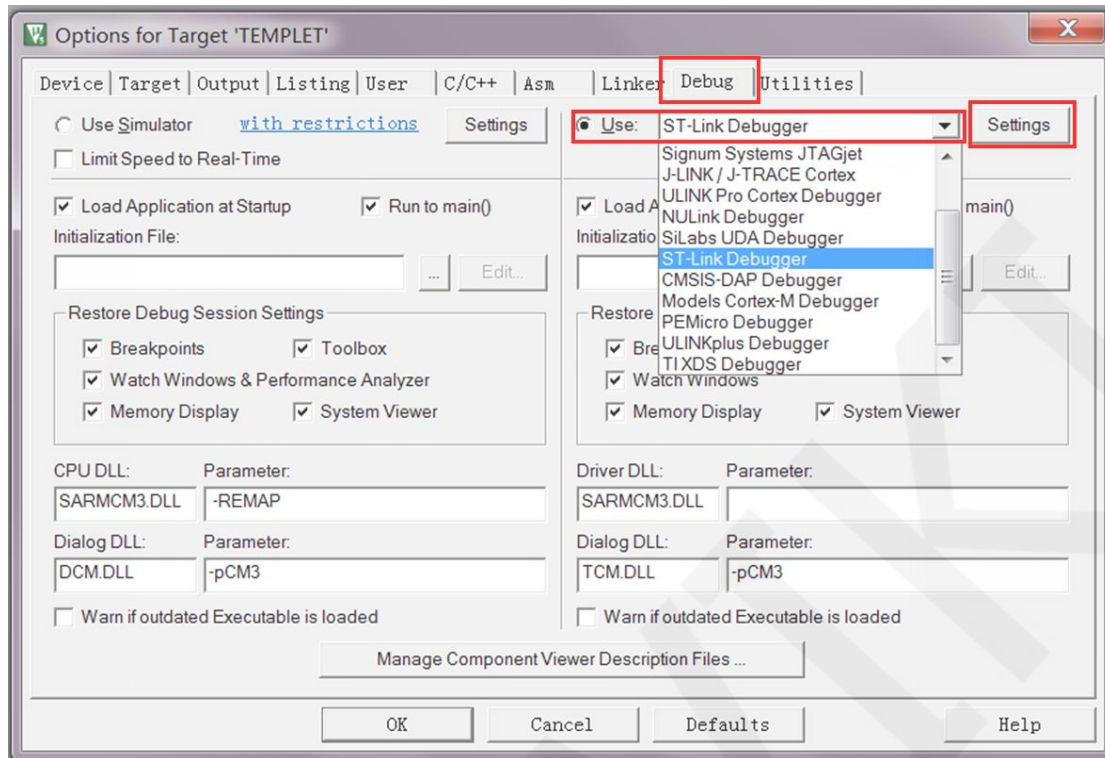 Options for Target 'TEMPLET'
Device Target Output Listing User C/C++ Asm Linker Debug Utilities
Use Simulator with restrictions Settings
Limit Speed to Real-Time
Use: ST-Link Debugger Settings
Signum Systems JTAGjet
J-LINK / J-TRACE Cortex
ULINK Pro Cortex Debugger
NULink Debugger
SiLabs UDA Debugger
ST-Link Debugger
CMSIS-DAP Debugger
Models Cortex-M Debugger
PEMicro Debugger
ULINKplus Debugger
TI XDS Debugger
Load Application at Startup Run to main()
Initialization File:
... Edit...
Load A main()
Initializatio
Edit...
Restore Debug Session Settings
Breakpoints Toolbox
Watch Windows & Performance Analyzer
Memory Display System Viewer
Restore
Bre
Watch Windows
Memory Display System Viewer
CPU DLL: Parameter:
SARMCM3.DLL -REMAP
Dialog DLL: Parameter:
DCM.DLL -pCM3
Warn if outdated Executable is loaded
Driver DLL: Parameter:
SARMCM3.DLL
Dialog DLL: Parameter:
TCM.DLL -pCM3
Warn if outdated Executable is loaded
Manage Component Viewer Description Files ...
OK Cancel Defaults Help